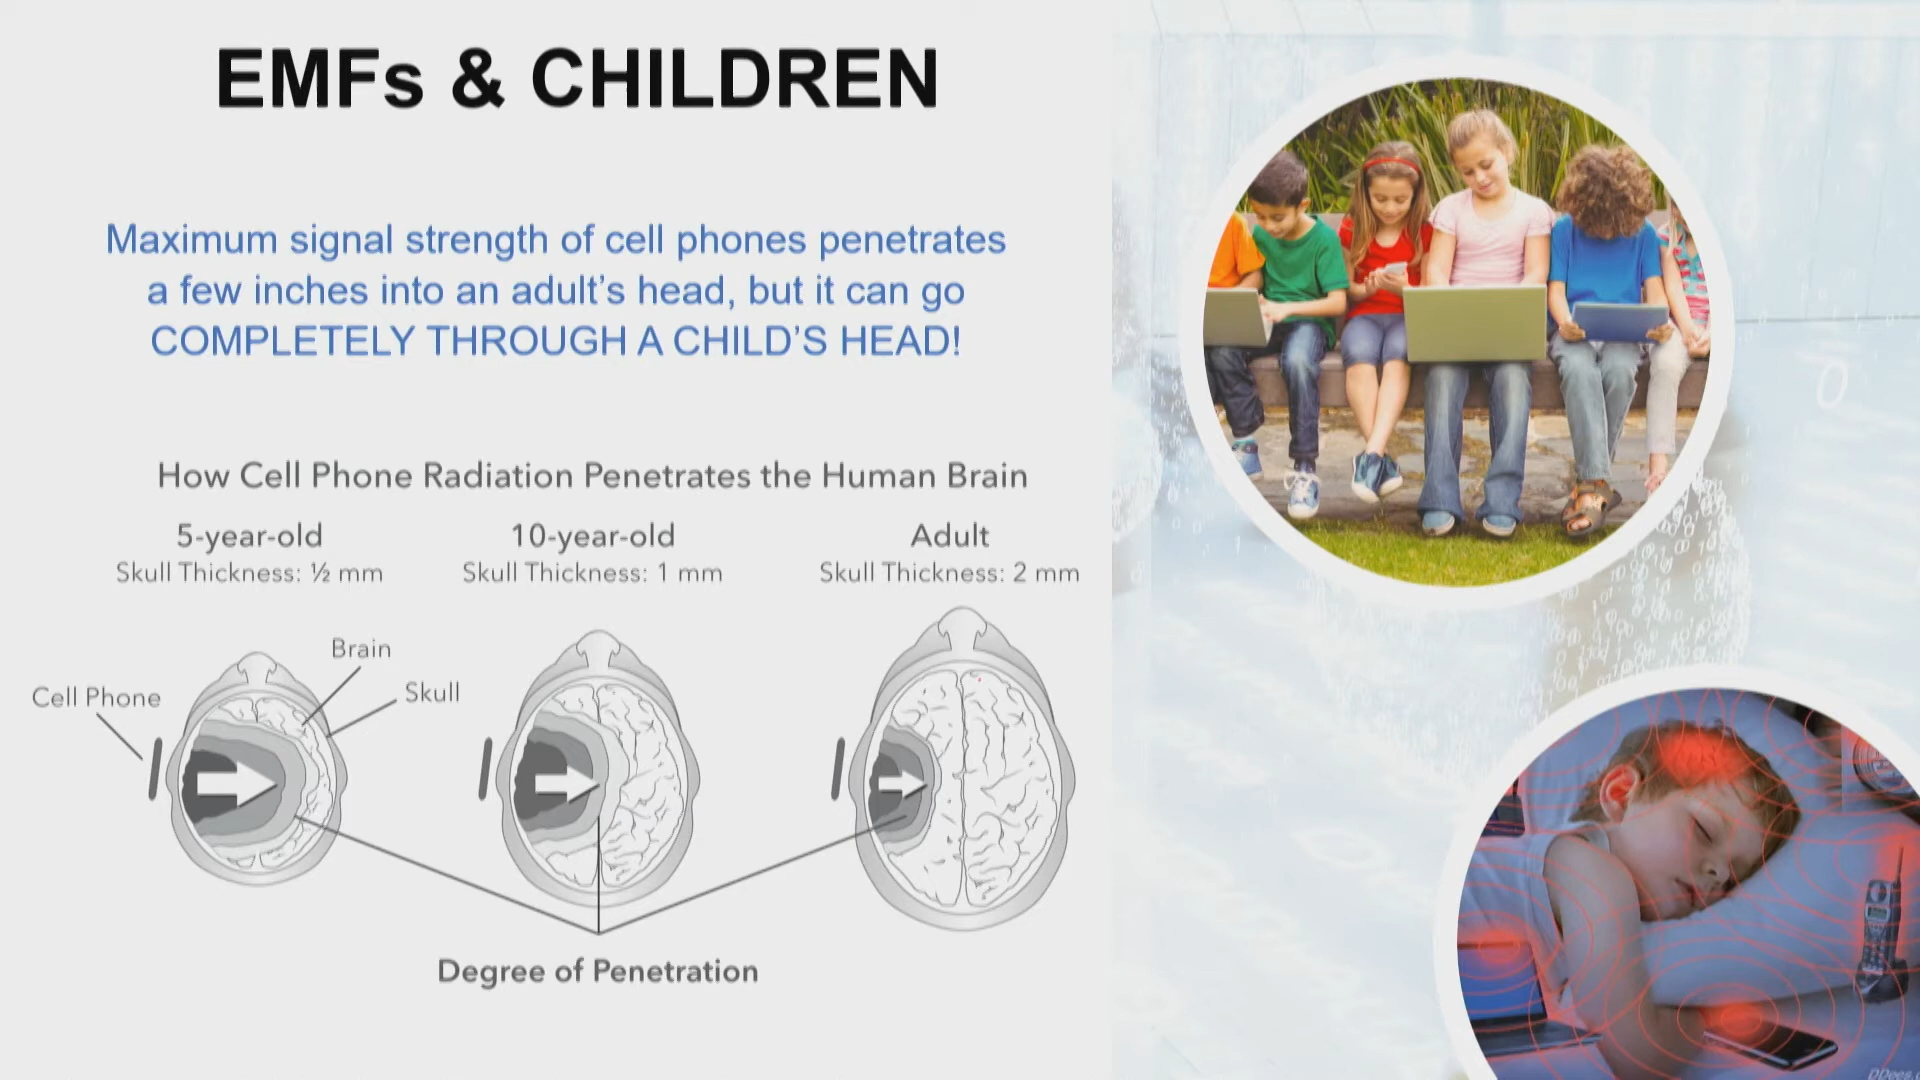 EMFs & CHILDREN
Maximum signal strength of cell phones penetrates
a few inches into an adult’s head, but it can go
COMPLETELY THROUGH A CHILD’S HEAD!
How Cell Phone Radiation Penetrates the Human Brain
5-year-old
Skull Thickness: ½ mm
10-year-old
Skull Thickness: 1 mm
Adult
Skull Thickness: 2 mm
Brain
Cell Phone
Skull
Degree of Penetration